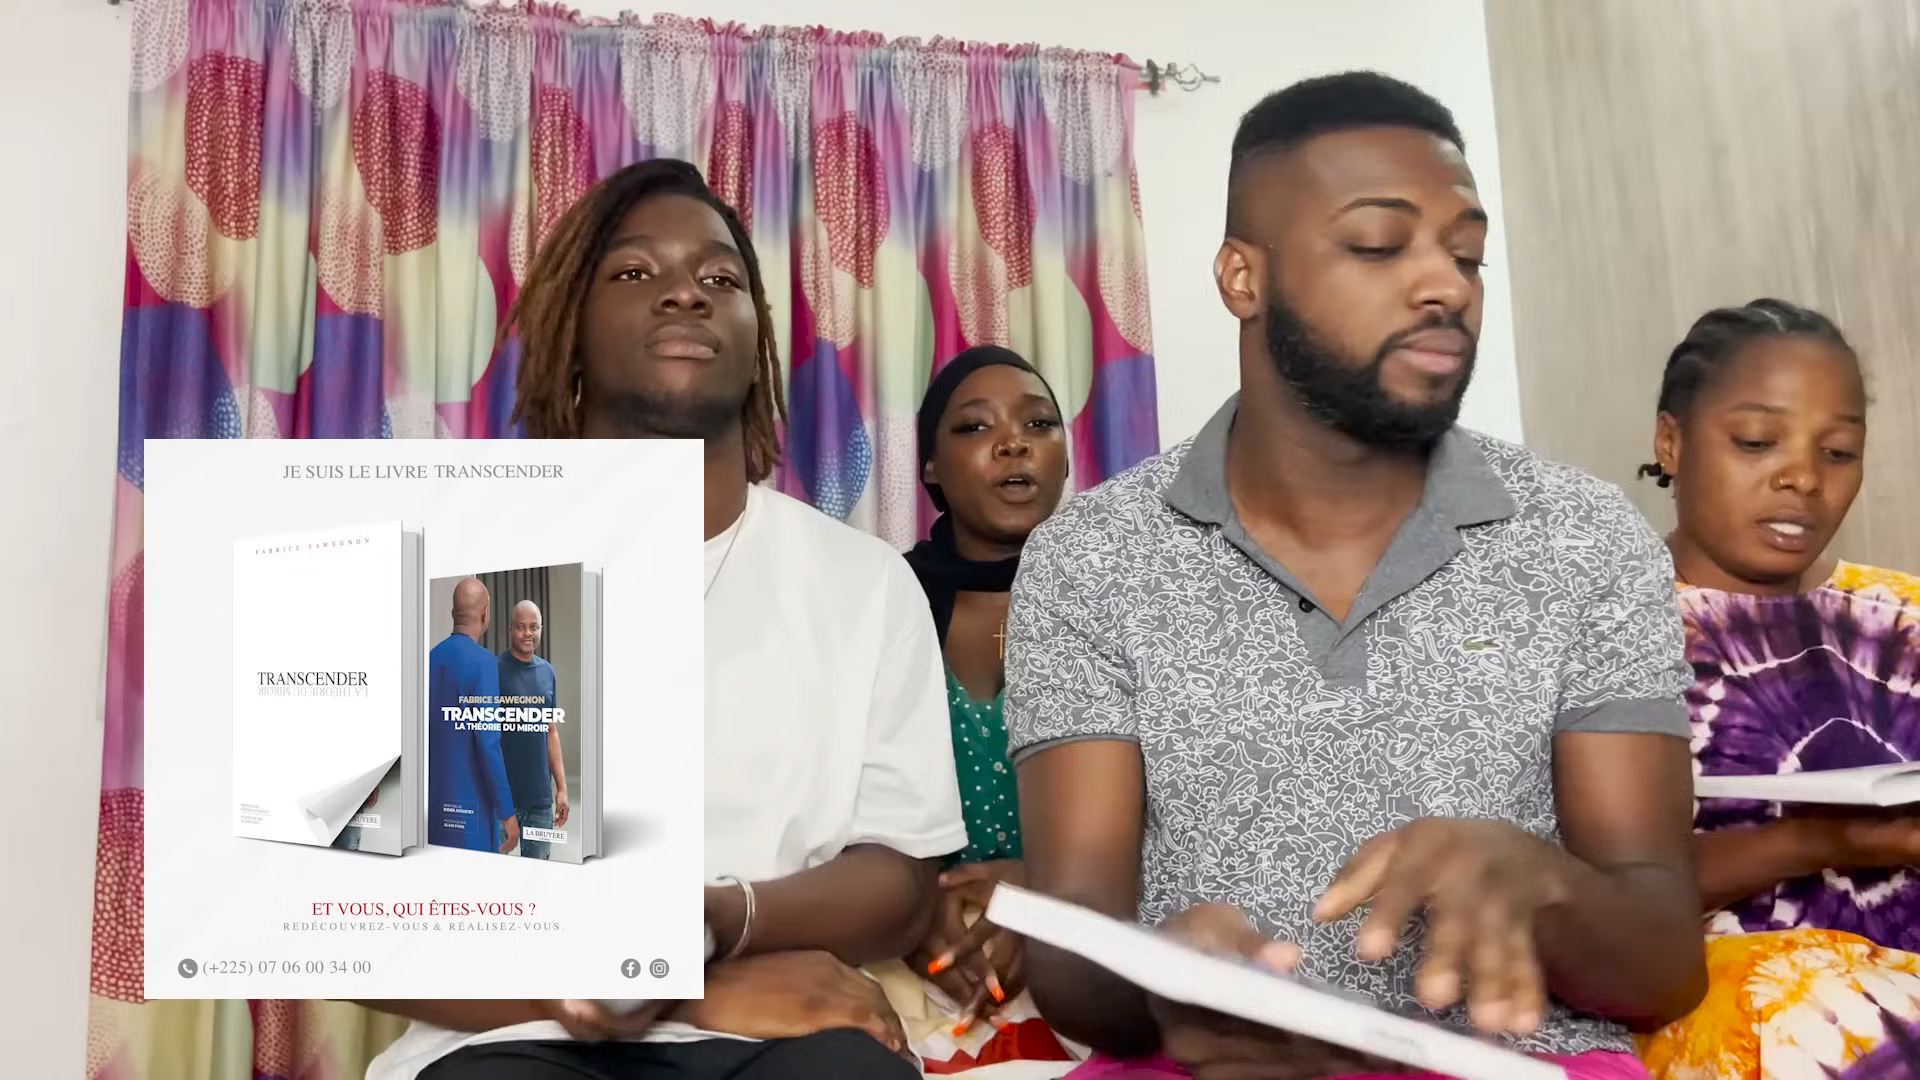 JE SUIS LE LIVRE TRANSCENDER
FABRICE SAWEGNON
TRANSCENDER
LA THÉORIE DU MIROIR
UYERE
FABRICE SAWEGNON
TRANSCENDER
LA THÉORIE DU MIROIR
LA BRUYERE
ET VOUS, QUI ÊTES-VOUS ?
REDÉCOUVREZ-VOUS & RÉALISEZ-VOUS.
(+225) 07 06 00 34 00